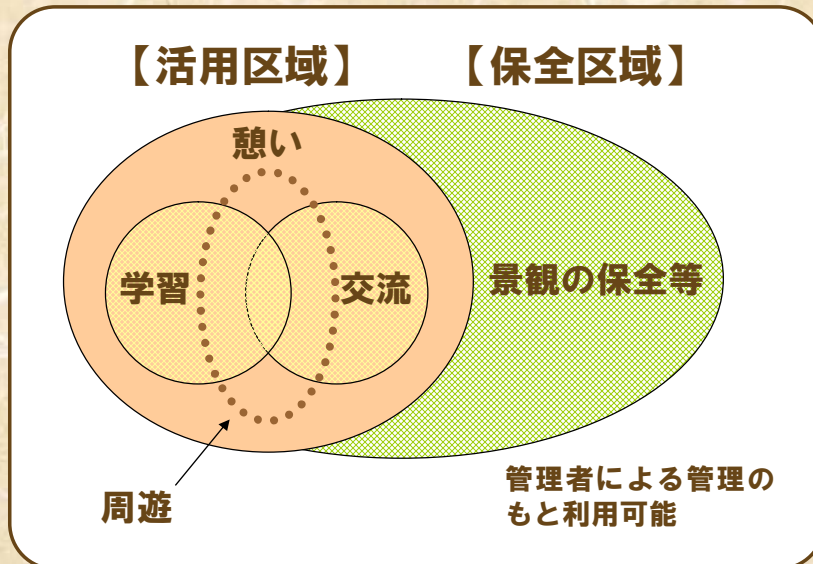 【活用区域】
【保全区域】
憩い
学習
交流
景観の保全等
周遊
管理者による管理の
もと利用可能